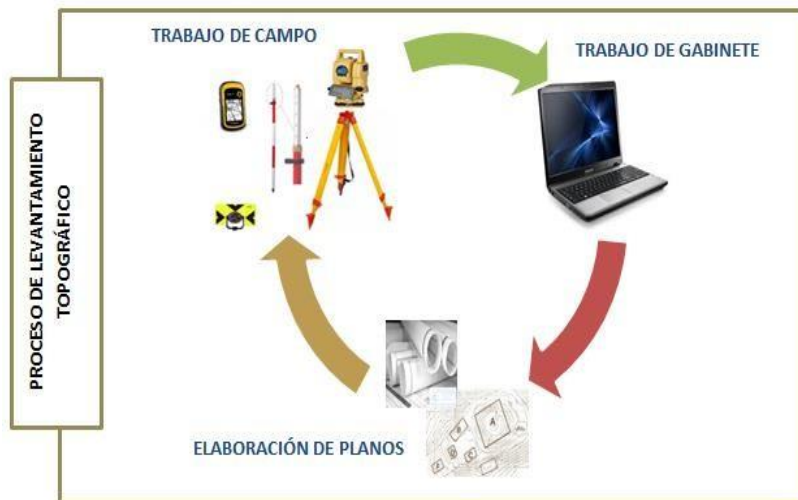 PROCESO DE LEVANTAMIENTO
TOPOGRÁFICO
TRABAJO DE CAMPO
TRABAJO DE GABINETE
ELABORACIÓN DE PLANOS
A